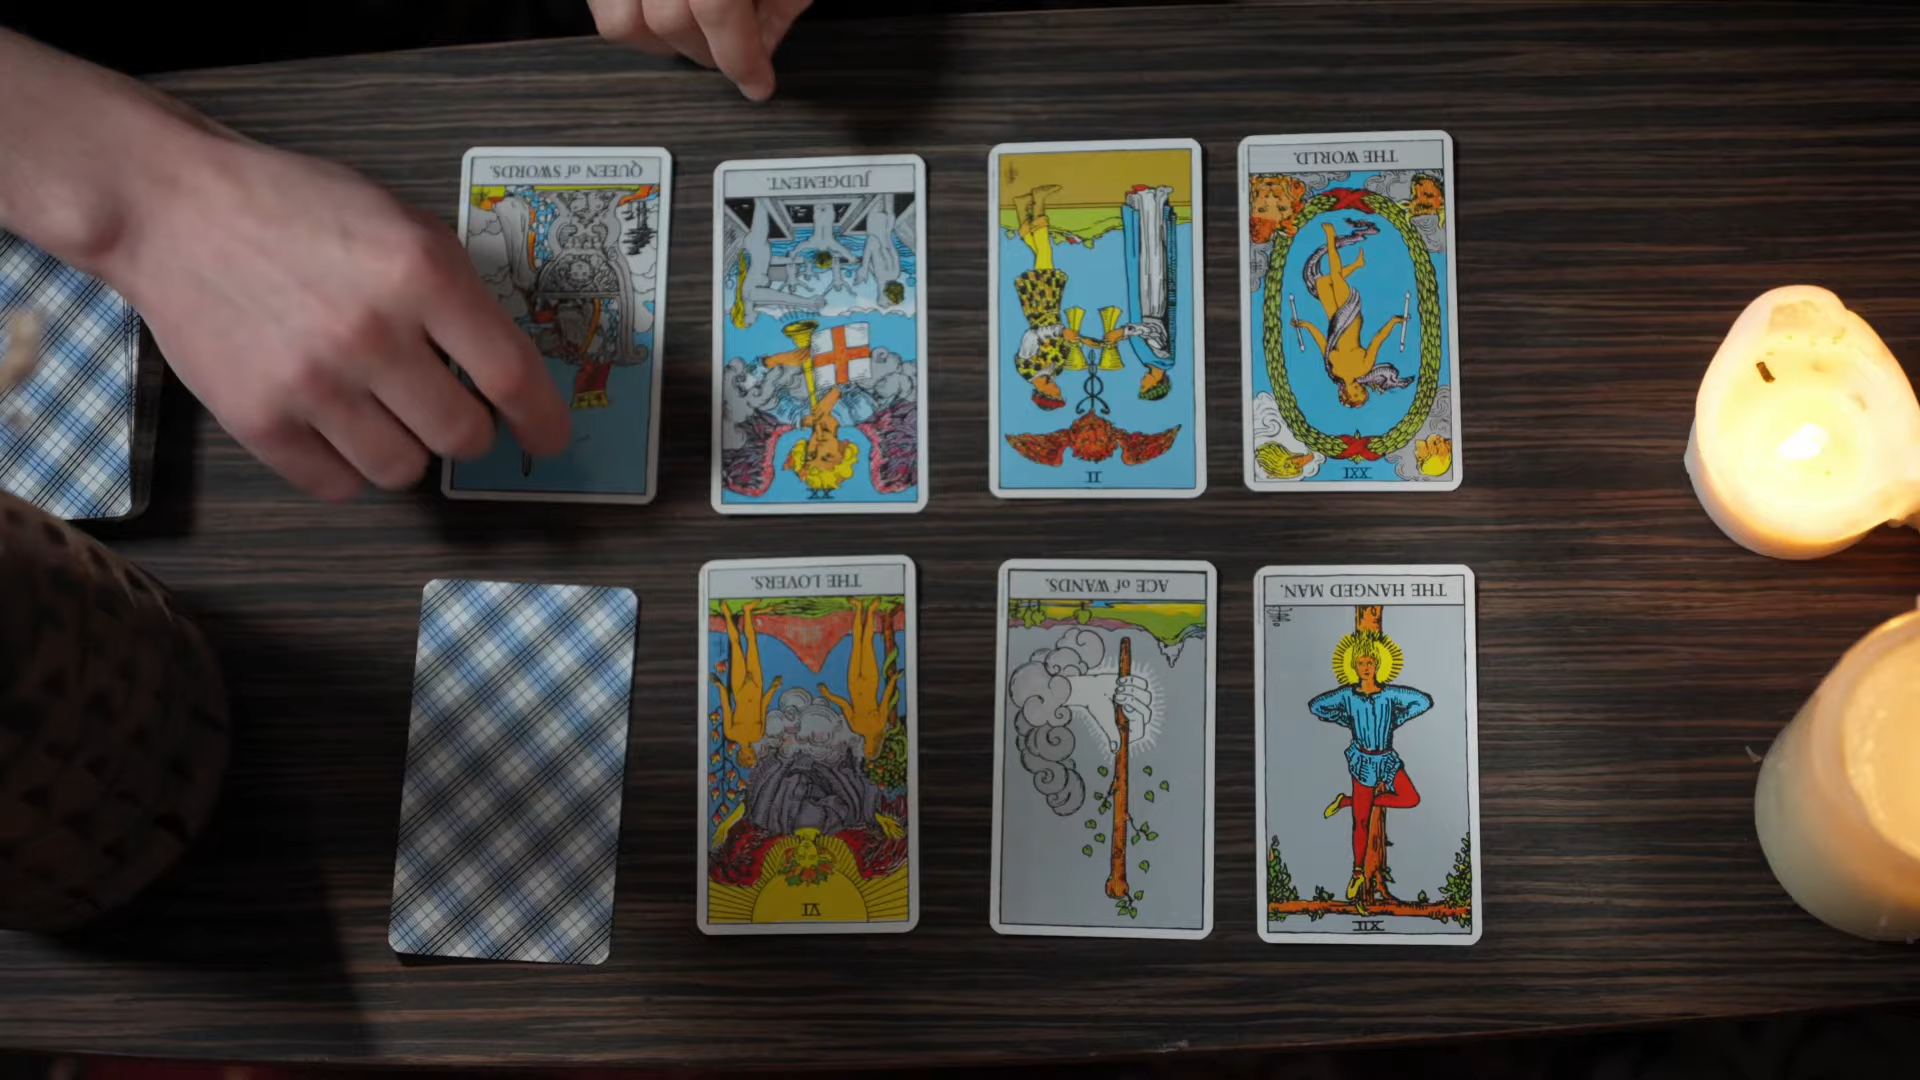 QUEEN of SWORDS.
JUDGEMENT.
THE WORLD.
XX
II
XXI
THE LOVERS.
ACE of WANDS.
THE HANGED MAN.
VI
XII